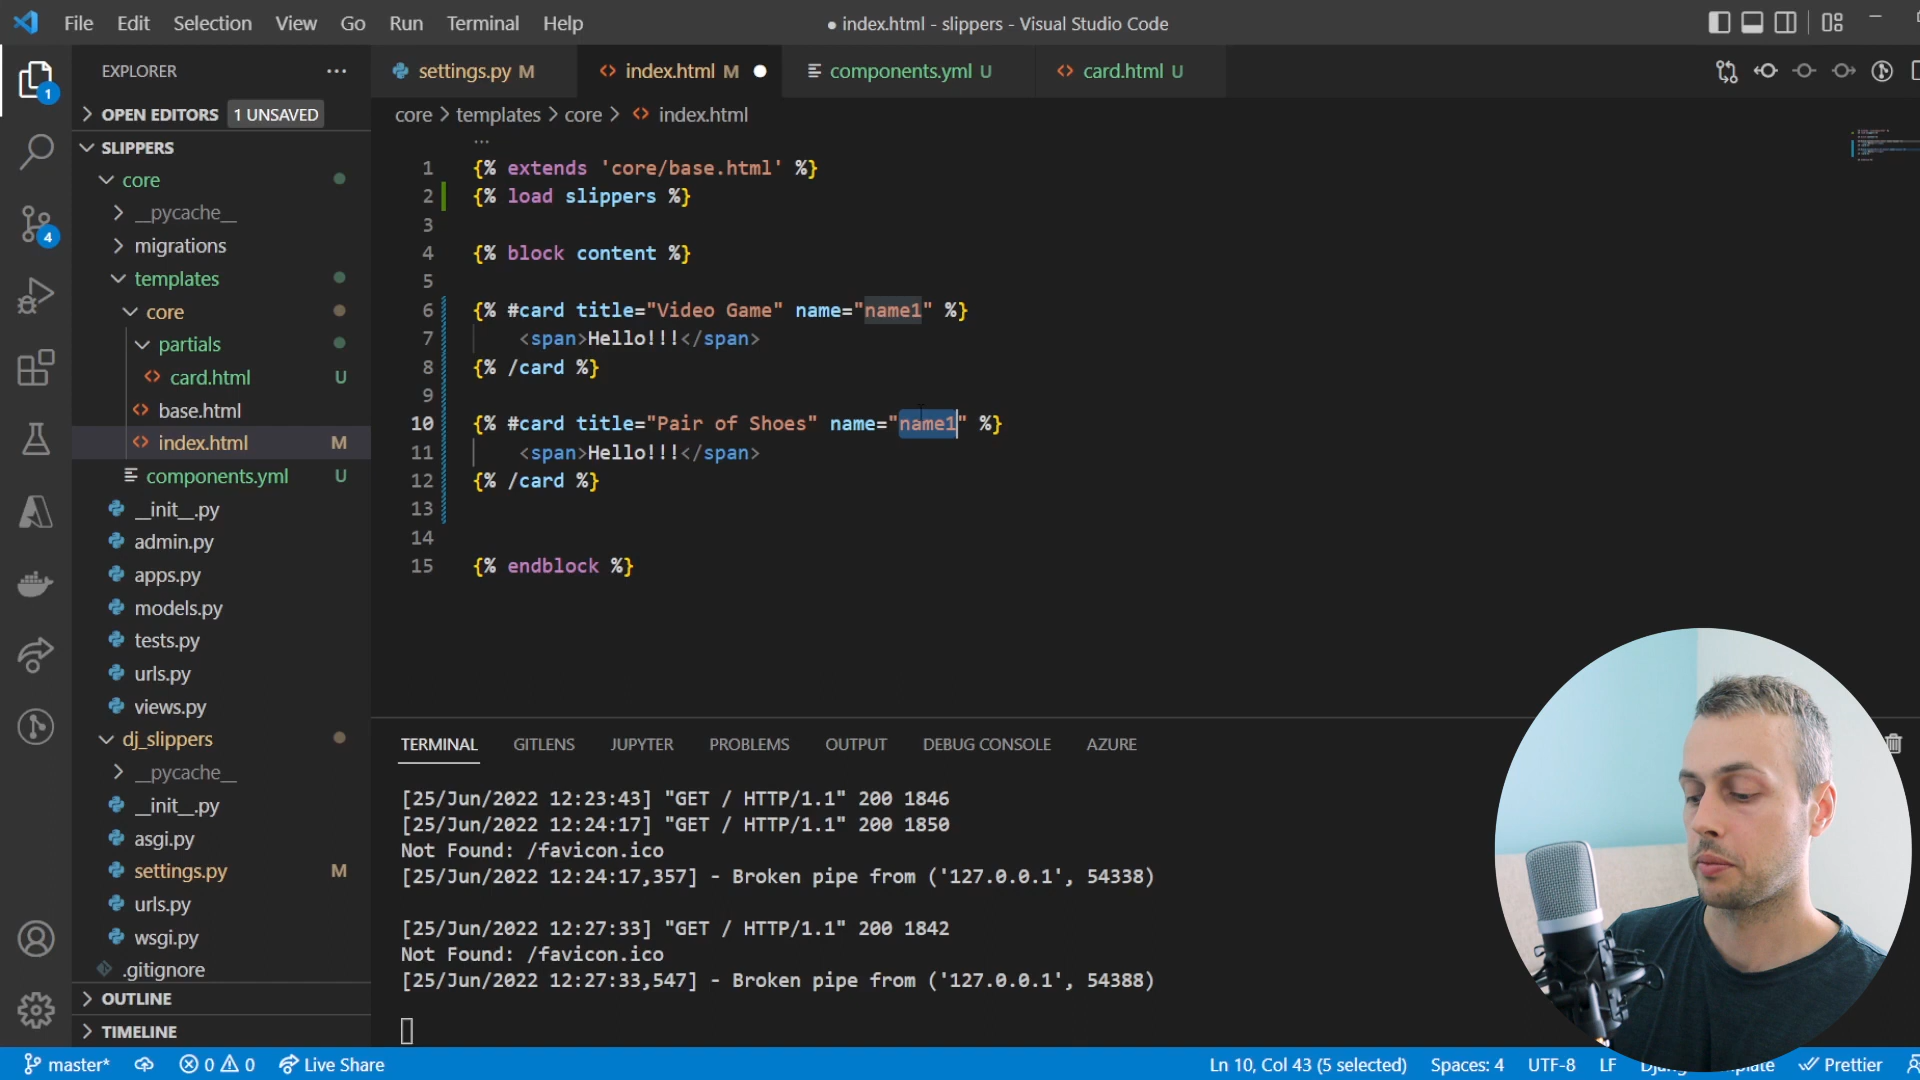 File Edit Selection View Go Run Terminal Help
● index.html - slippers - Visual Studio Code
EXPLORER
settings.py M
index.html M
components.yml U
card.html U
OPEN EDITORS 1 UNSAVED
core > templates > core > index.html
SLIPPERS
core
__pycache__
migrations
templates
core
partials
card.html U
base.html
index.html M
components.yml U
__init__.py
admin.py
apps.py
models.py
tests.py
urls.py
views.py
dj_slippers
__pycache__
__init__.py
asgi.py
settings.py M
urls.py
wsgi.py
.gitignore
OUTLINE
TIMELINE
1
4
...
1 {% extends 'core/base.html' %}
2 {% load slippers %}
3
4 {% block content %}
5
6 {% #card title="Video Game" name="name1" %}
7 <span>Hello!!!</span>
8 {% /card %}
9
10 {% #card title="Pair of Shoes" name="name1" %}
11 <span>Hello!!!</span>
12 {% /card %}
13
14
15 {% endblock %}
TERMINAL GITLENS JUPYTER PROBLEMS OUTPUT DEBUG CONSOLE AZURE
[25/Jun/2022 12:23:43] "GET / HTTP/1.1" 200 1846
[25/Jun/2022 12:24:17] "GET / HTTP/1.1" 200 1850
Not Found: /favicon.ico
[25/Jun/2022 12:24:17,357] - Broken pipe from ('127.0.0.1', 54338)
[25/Jun/2022 12:27:33] "GET / HTTP/1.1" 200 1842
Not Found: /favicon.ico
[25/Jun/2022 12:27:33,547] - Broken pipe from ('127.0.0.1', 54388)
master* 0 0 Live Share
Ln 10, Col 43 (5 selected) Spaces: 4 UTF-8 LF Prettier